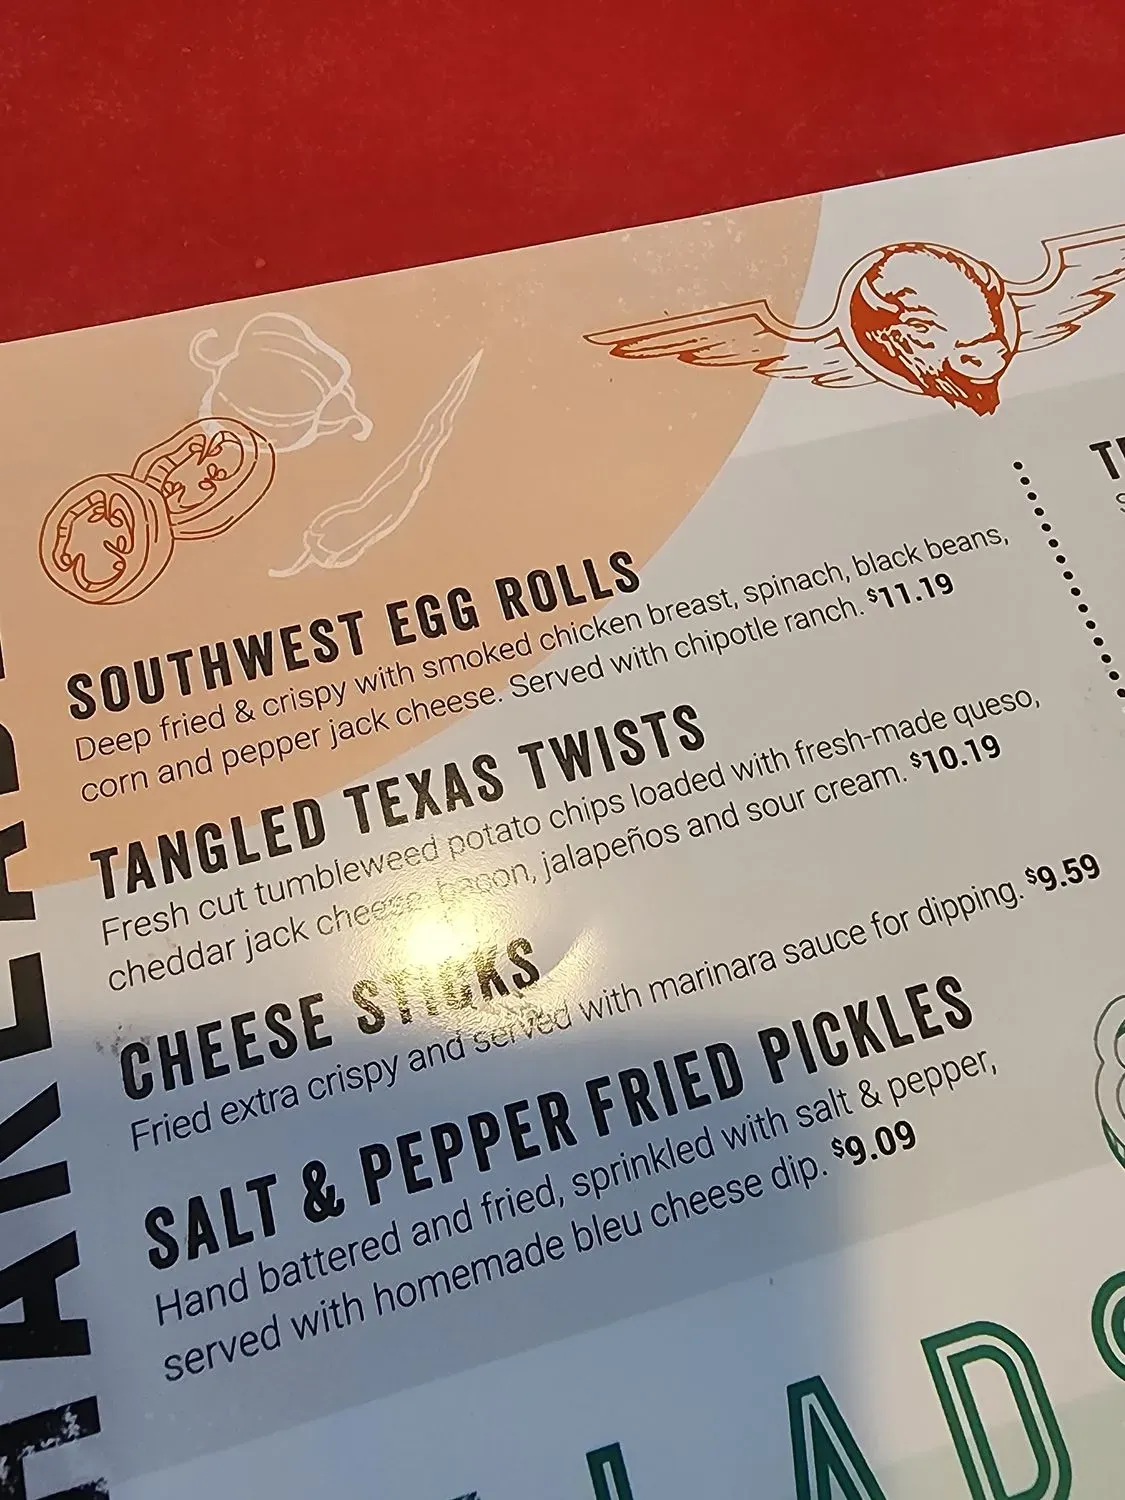 SOUTHWEST EGG ROLLS
Deep fried & crispy with smoked chicken breast, spinach, black beans,
corn and pepper jack cheese. Served with chipotle ranch. $11.19
TANGLED TEXAS TWISTS
Fresh cut tumbleweed potato chips loaded with fresh-made queso,
cheddar jack cheese, bacon, jalapeños and sour cream. $10.19
CHEESE STICKS
Fried extra crispy and served with marinara sauce for dipping. $9.59
SALT & PEPPER FRIED PICKLES
Hand battered and fried, sprinkled with salt & pepper,
served with homemade bleu cheese dip. $9.09